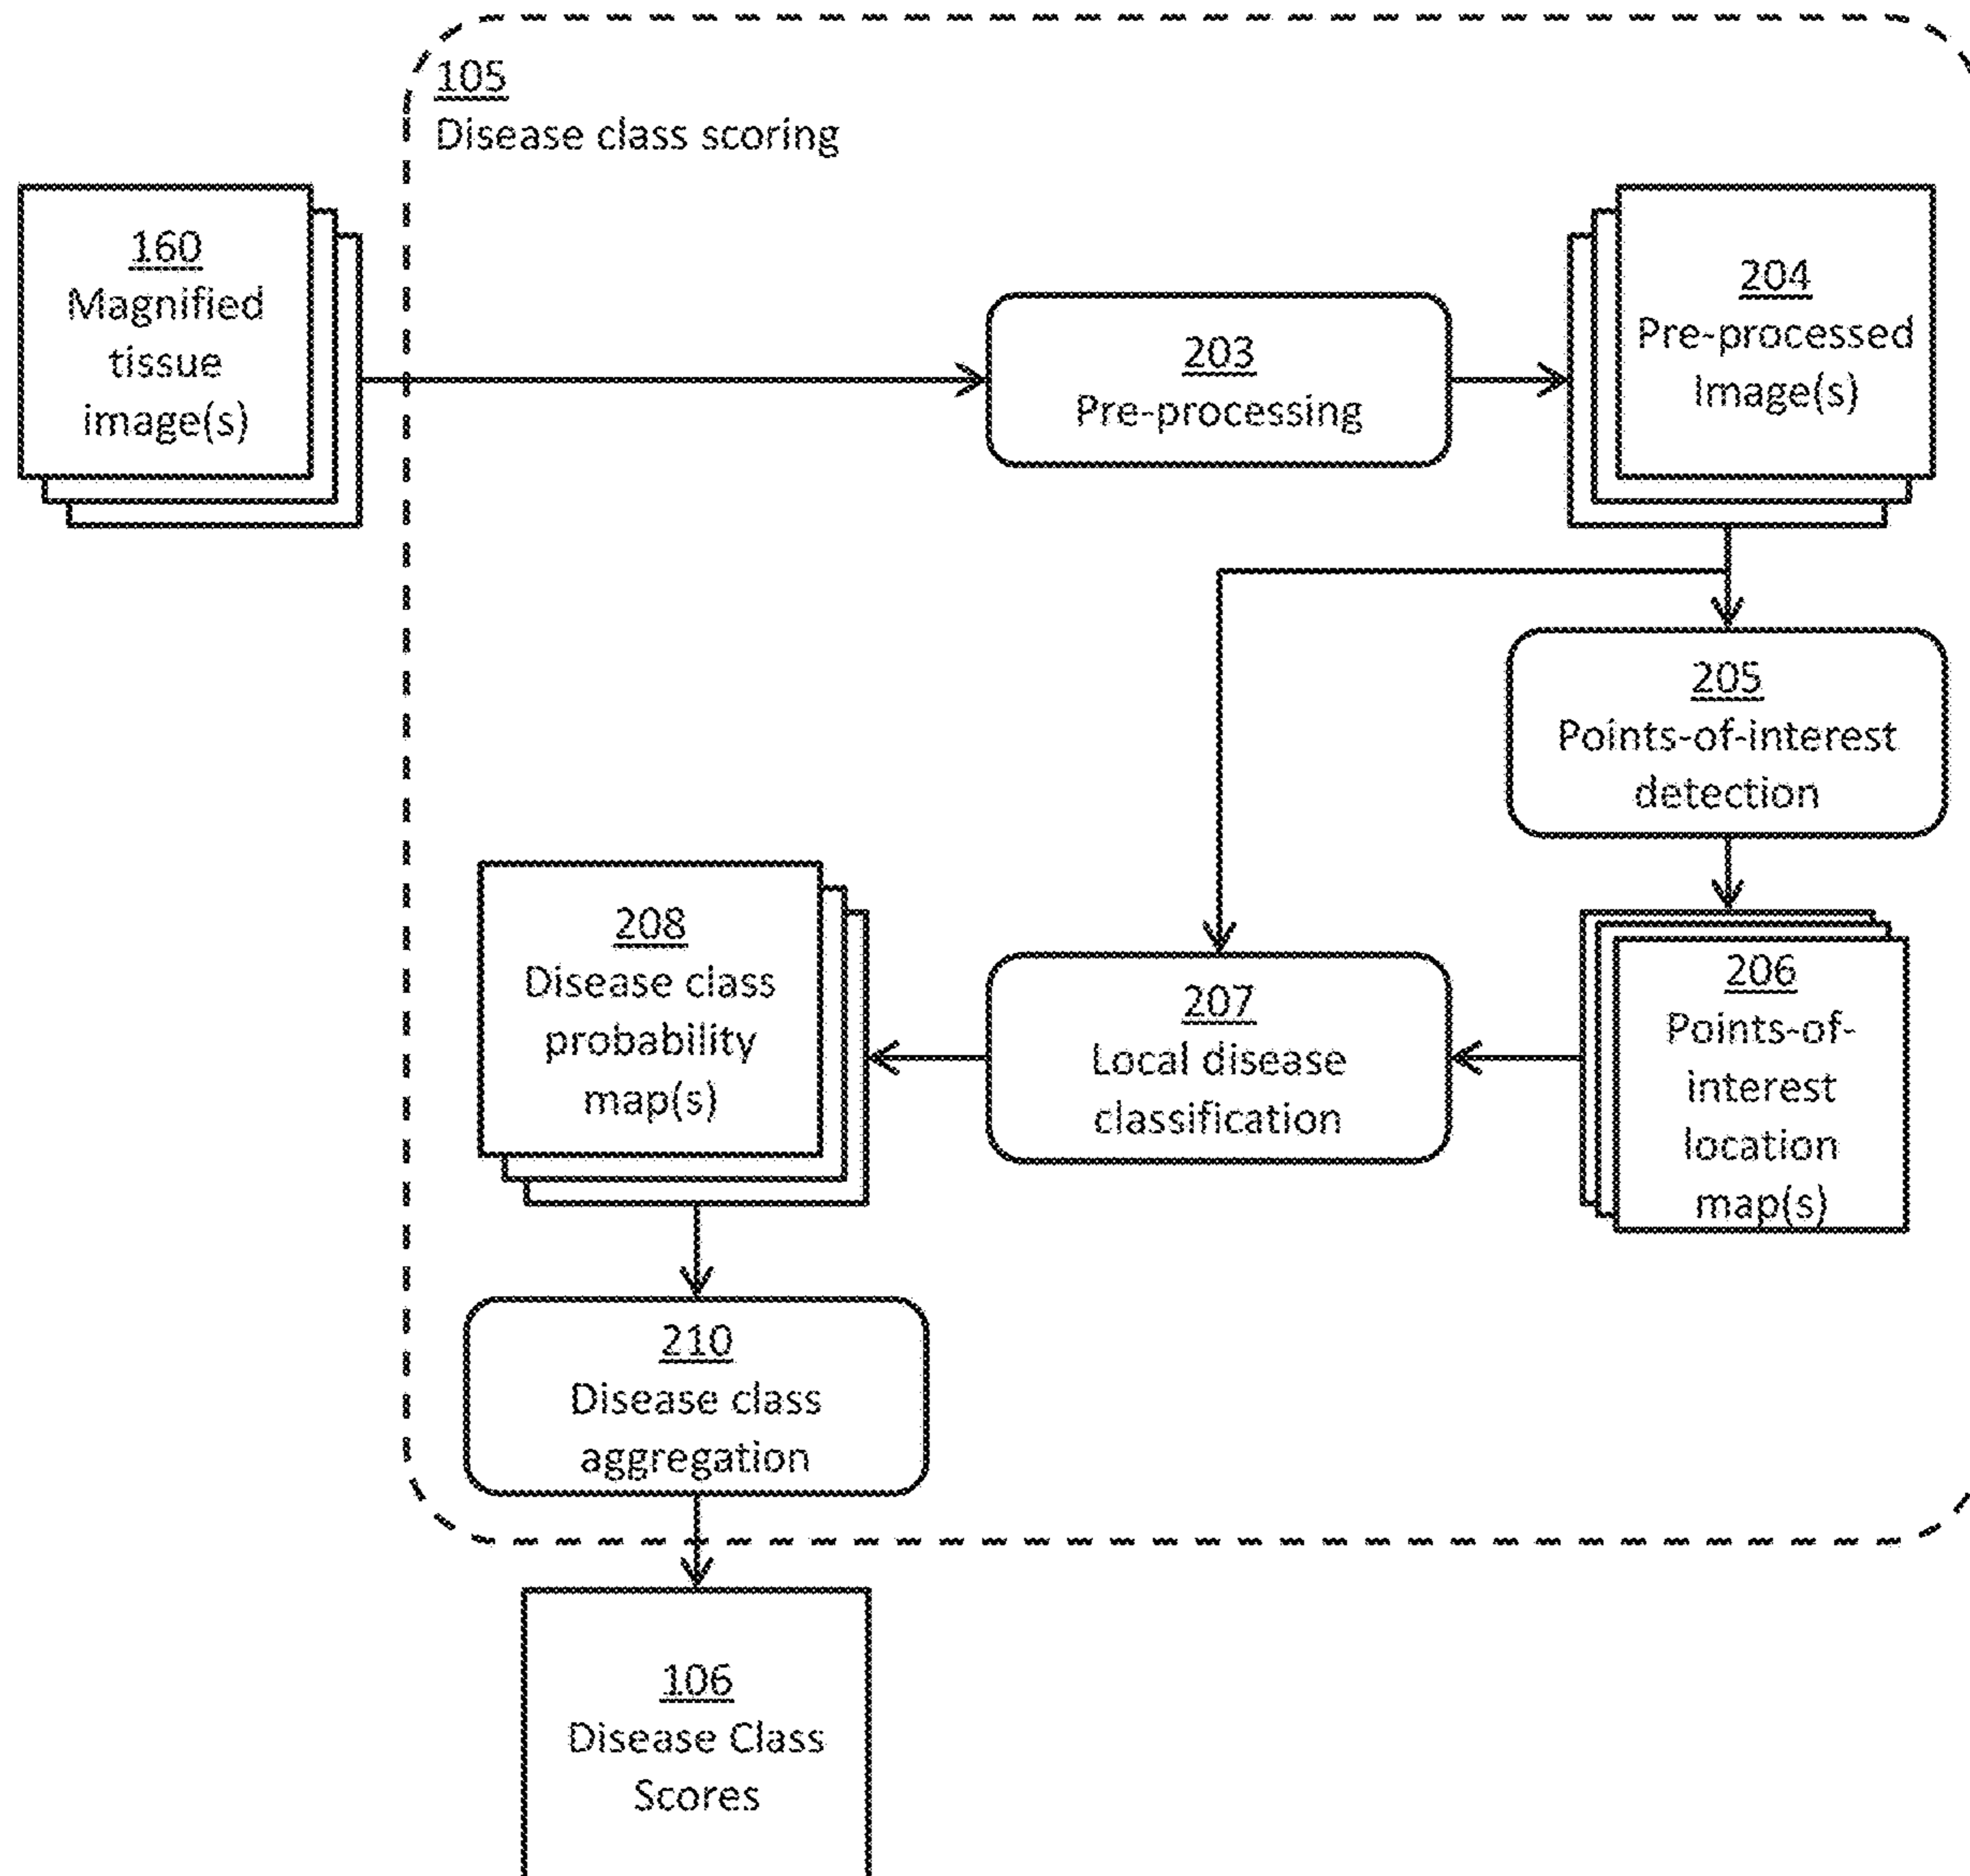 105
Disease class scoring
160
Magnified
tissue
image(s)
203
Pre-processing
204
Pre-processed
Image(s)
205
Points-of-interest
detection
206
Points-of-
interest
location
map(s)
207
Local disease
classification
208
Disease class
probability
map(s)
210
Disease class
aggregation
106
Disease Class
Scores